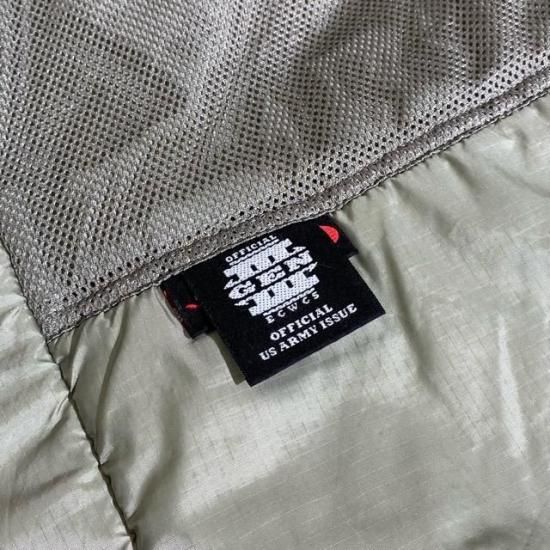 OFFICIAL
III
GEN
III
ECWCS
OFFICIAL
US ARMY ISSUE